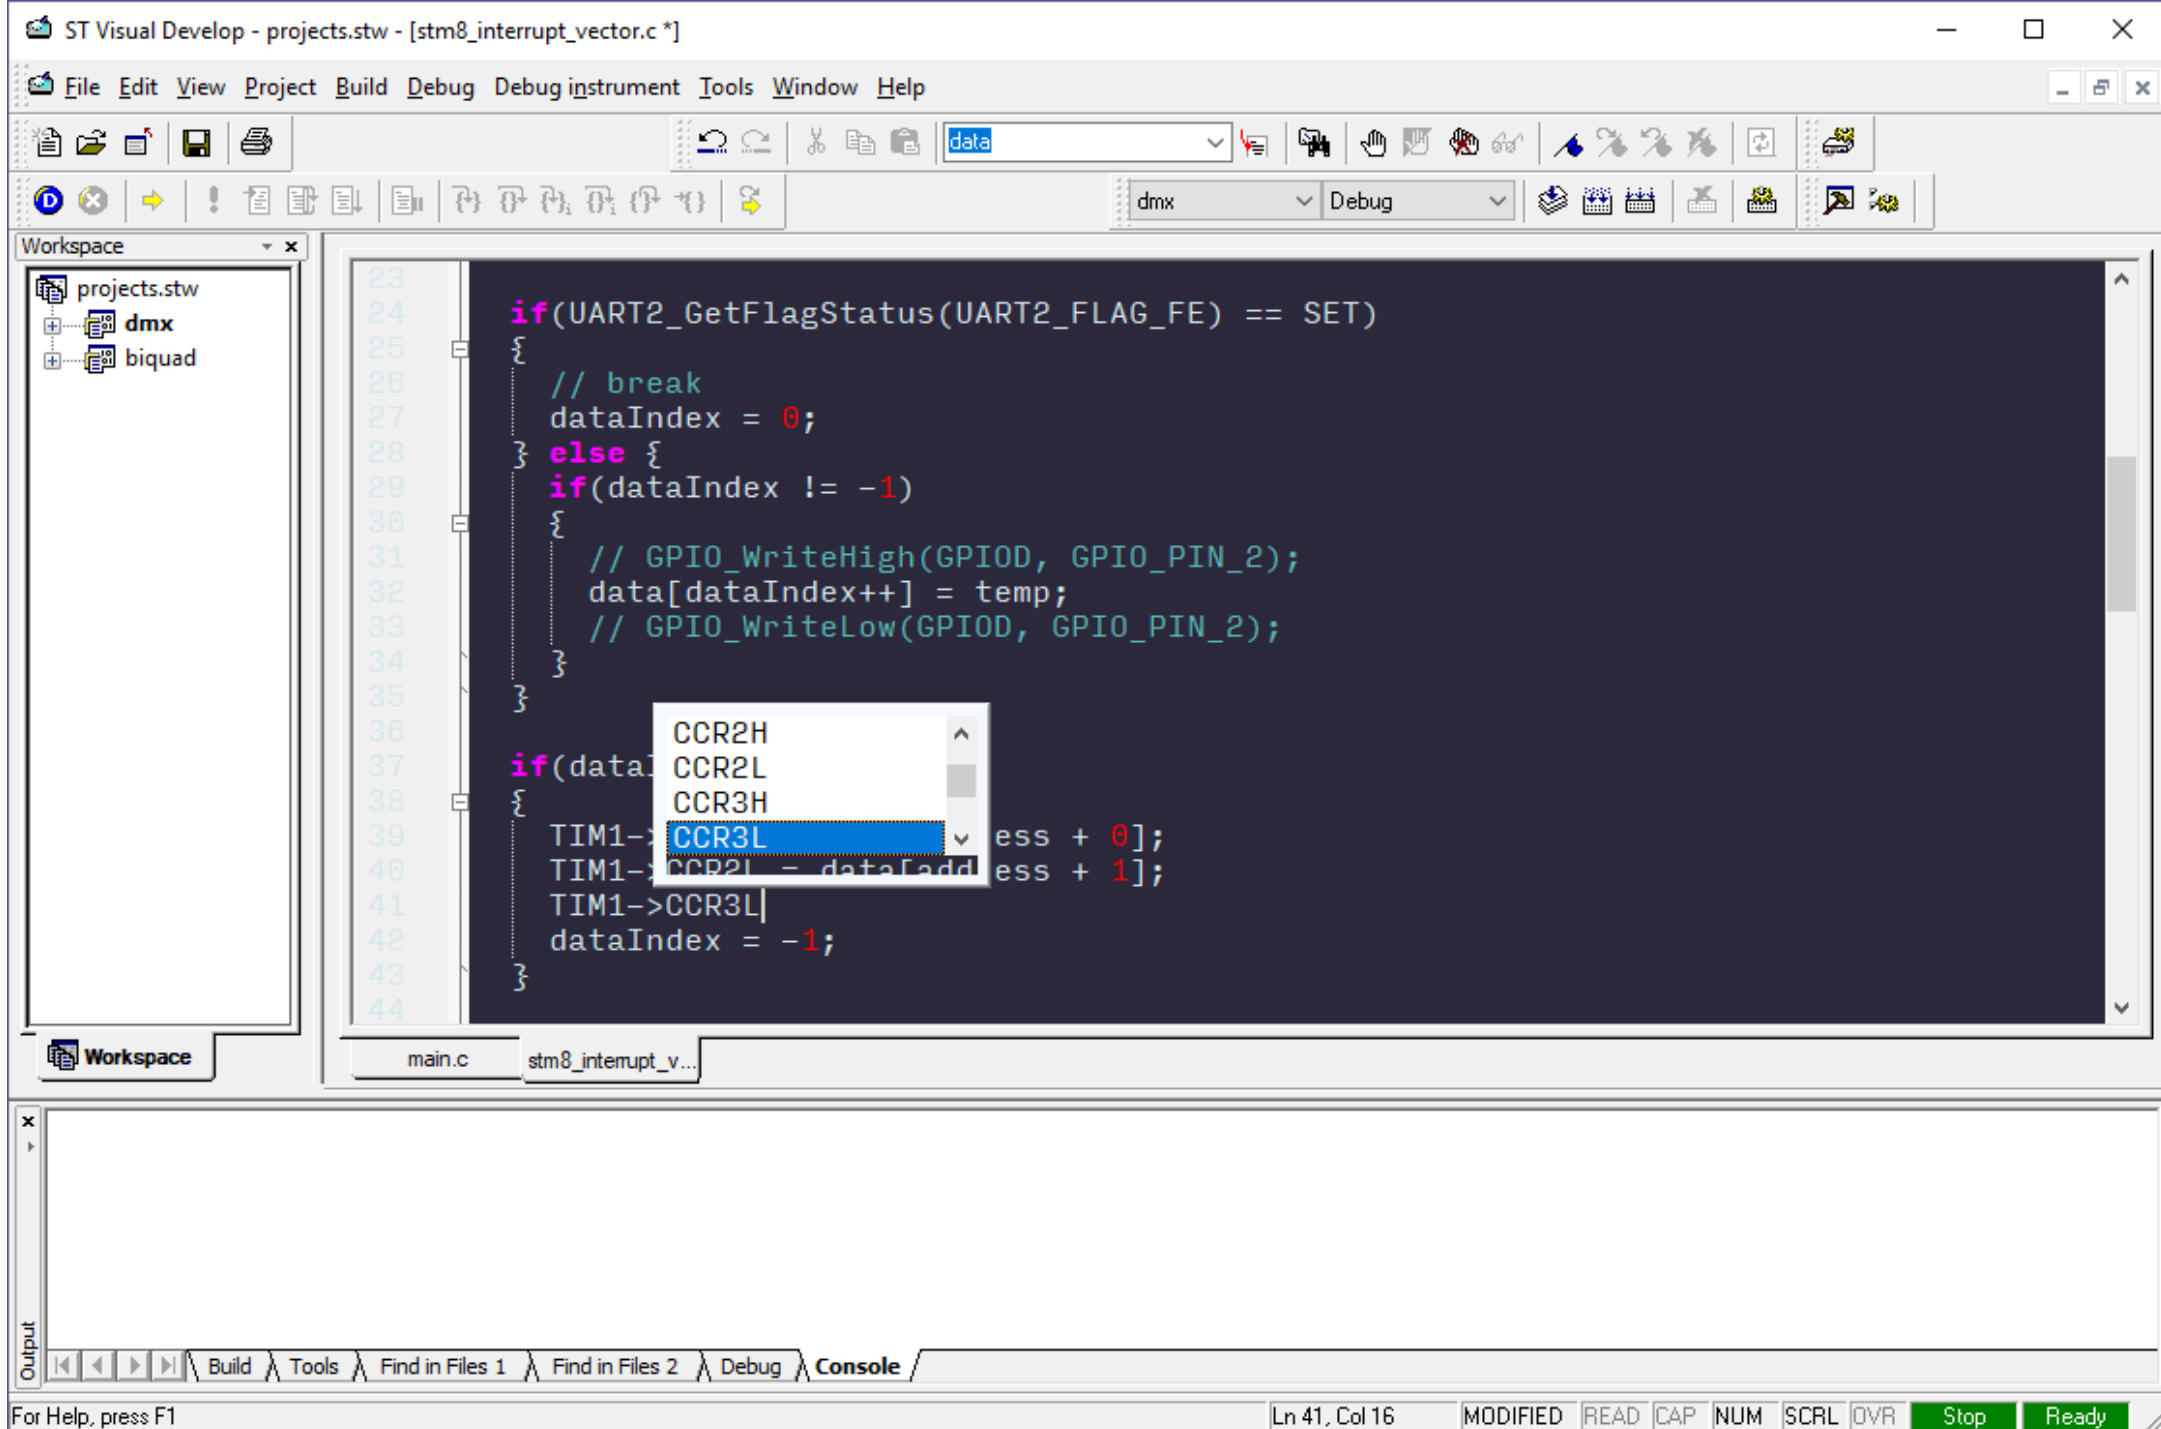 ST Visual Develop - projects.stw - [stm8_interrupt_vector.c *]
File Edit View Project Build Debug Debug instrument Tools Window Help
data
dmx Debug
Workspace
projects.stw
dmx
biquad
Workspace
23
24 if(UART2_GetFlagStatus(UART2_FLAG_FE) == SET)
25 {
26 // break
27 dataIndex = 0;
28 } else {
29 if(dataIndex != -1)
30 {
31 // GPIO_WriteHigh(GPIOD, GPIO_PIN_2);
32 data[dataIndex++] = temp;
33 // GPIO_WriteLow(GPIOD, GPIO_PIN_2);
34 }
35 }
36
37 if(dataI
38 {
39 TIM1-> ess + 0];
40 TIM1->CCR2L = data[address + 1];
41 TIM1->CCR3L
42 dataIndex = -1;
43 }
44
CCR2H
CCR2L
CCR3H
CCR3L
main.c stm8_interrupt_v...
Output
Build Tools Find in Files 1 Find in Files 2 Debug Console
For Help, press F1 Ln 41, Col 16 MODIFIED READ CAP NUM SCRL OVR Stop Ready